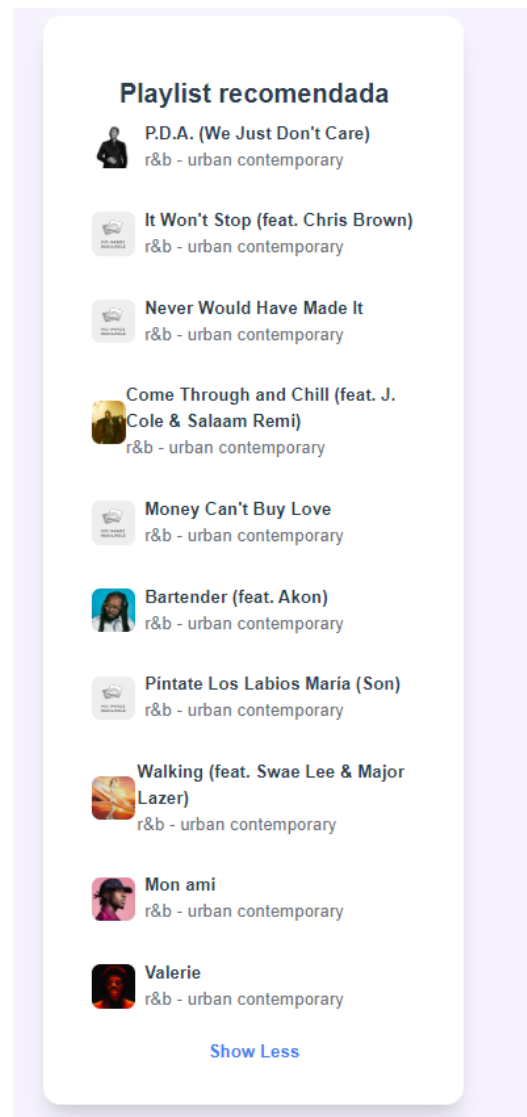 Playlist recomendada
P.D.A. (We Just Don't Care)
r&b - urban contemporary
It Won't Stop (feat. Chris Brown)
r&b - urban contemporary
Never Would Have Made It
r&b - urban contemporary
Come Through and Chill (feat. J.
Cole & Salaam Remi)
r&b - urban contemporary
Money Can't Buy Love
r&b - urban contemporary
Bartender (feat. Akon)
r&b - urban contemporary
Píntate Los Labios María (Son)
r&b - urban contemporary
Walking (feat. Swae Lee & Major
Lazer)
r&b - urban contemporary
Mon ami
r&b - urban contemporary
Valerie
r&b - urban contemporary
Show Less